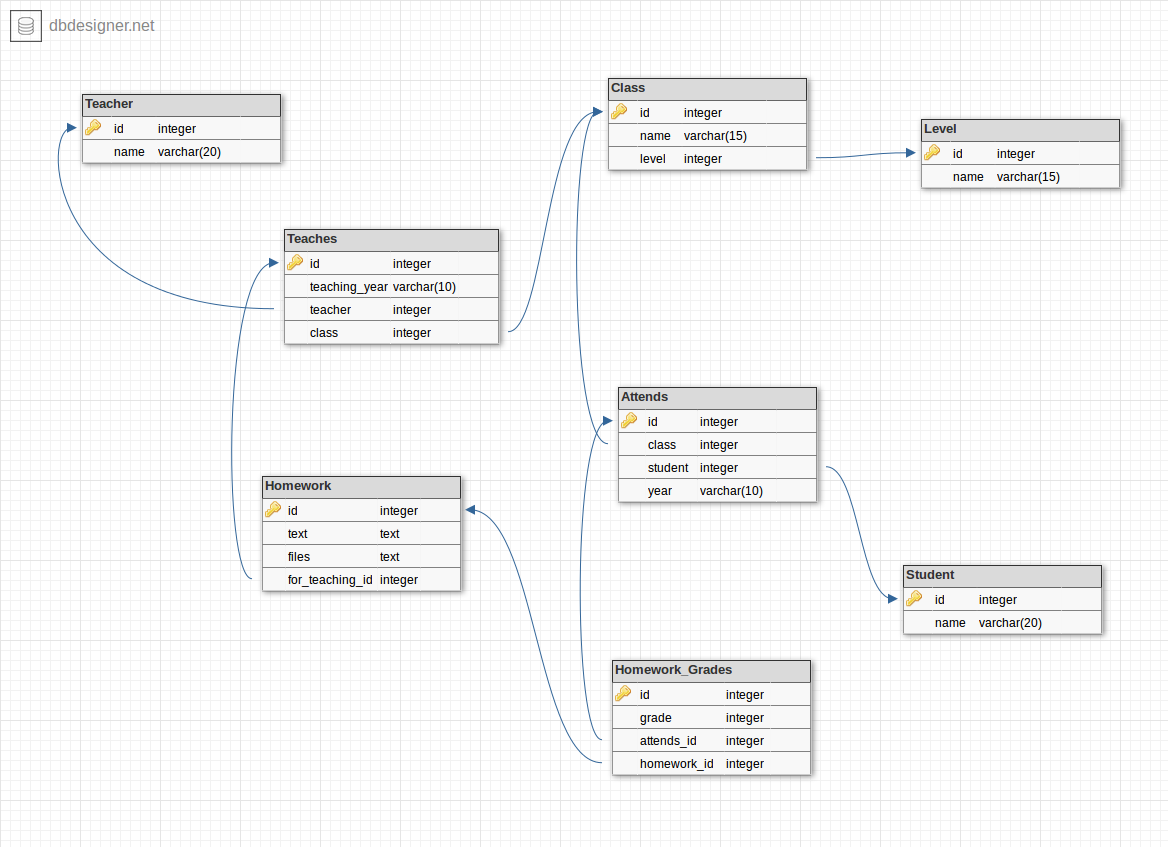 dbdesigner.net
Teacher
id integer
name varchar(20)
Class
id integer
name varchar(15)
level integer
Level
id integer
name varchar(15)
Teaches
id integer
teaching_year varchar(10)
teacher integer
class integer
Attends
id integer
class integer
student integer
year varchar(10)
Homework
id integer
text text
files text
for_teaching_id integer
Student
id integer
name varchar(20)
Homework_Grades
id integer
grade integer
attends_id integer
homework_id integer